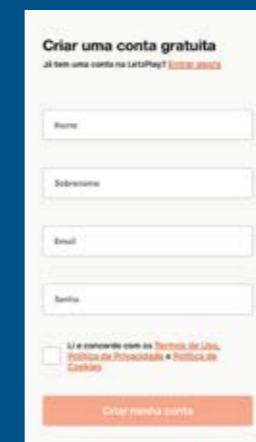 Criar uma conta gratuita
Já tem uma conta na LetzPlay? Entrar agora
Nome
Sobrenome
Email
Senha
Li e concordo com os Termos de Uso,
Política de Privacidade e Política de
Cookies
Criar minha conta